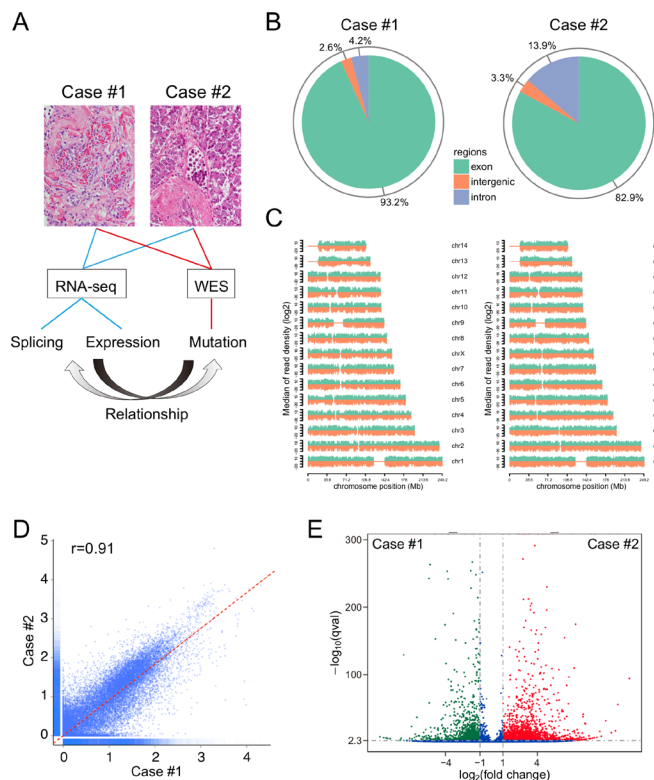 A
Case #1 Case #2
RNA-seq WES
Splicing Expression Mutation
Relationship
B
Case #1 Case #2
2.6% 4.2%
93.2%
3.3% 13.9%
82.9%
regions
exon
intergenic
intron
C
Median of read density (log2)
chr14
chr13
chr12
chr11
chr10
chr9
chr8
chrX
chr7
chr6
chr5
chr4
chr3
chr2
chr1
chromosome position (Mb)
Median of read density (log2)
chromosome position (Mb)
D
r=0.91
Case #2
5
4
3
2
1
0
0 1 2 3 4
Case #1
E
Case #1 Case #2
−log10(qval)
300
200
100
2.3
−4 −1 1 4
log2(fold change)